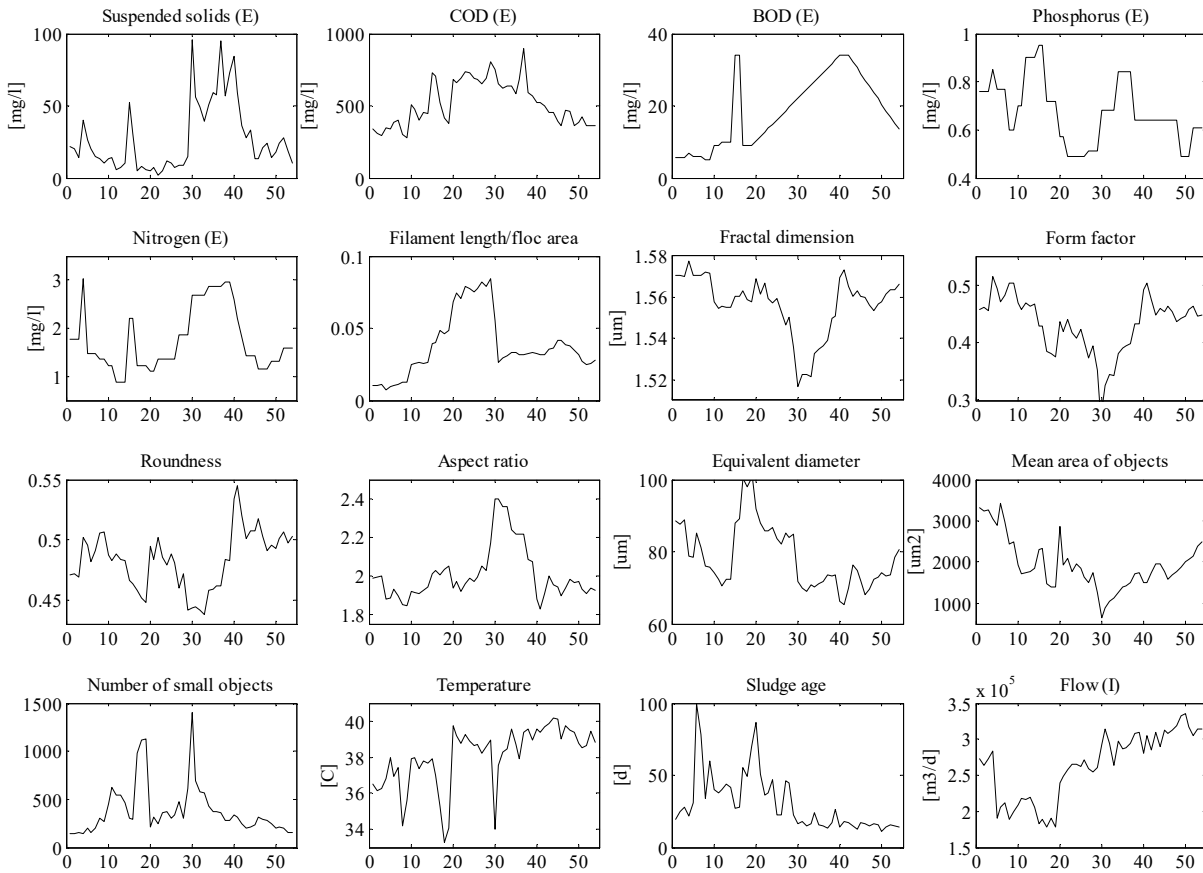 Suspended solids (E)
COD (E)
BOD (E)
Phosphorus (E)
100
50
0
[mg/l]
0 10 20 30 40 50
1000
500
0
[mg/l]
0 10 20 30 40 50
40
20
0
[mg/l]
0 10 20 30 40 50
1
0.8
0.6
0.4
[mg/l]
0 10 20 30 40 50
Nitrogen (E)
Filament length/floc area
Fractal dimension
Form factor
3
2
1
[mg/l]
0 10 20 30 40 50
0.1
0.05
0
0 10 20 30 40 50
1.58
1.56
1.54
1.52
[um]
0 10 20 30 40 50
0.5
0.4
0.3
0 10 20 30 40 50
Roundness
Aspect ratio
Equivalent diameter
Mean area of objects
0.55
0.5
0.45
0 10 20 30 40 50
2.4
2.2
2
1.8
0 10 20 30 40 50
100
80
60
[um]
0 10 20 30 40 50
4000
3000
2000
1000
[um2]
0 10 20 30 40 50
Number of small objects
Temperature
Sludge age
Flow (I)
1500
1000
500
0
0 10 20 30 40 50
40
38
36
34
[C]
0 10 20 30 40 50
100
50
0
[d]
0 10 20 30 40 50
x 10^5
3.5
3
2.5
2
1.5
[m3/d]
0 10 20 30 40 50